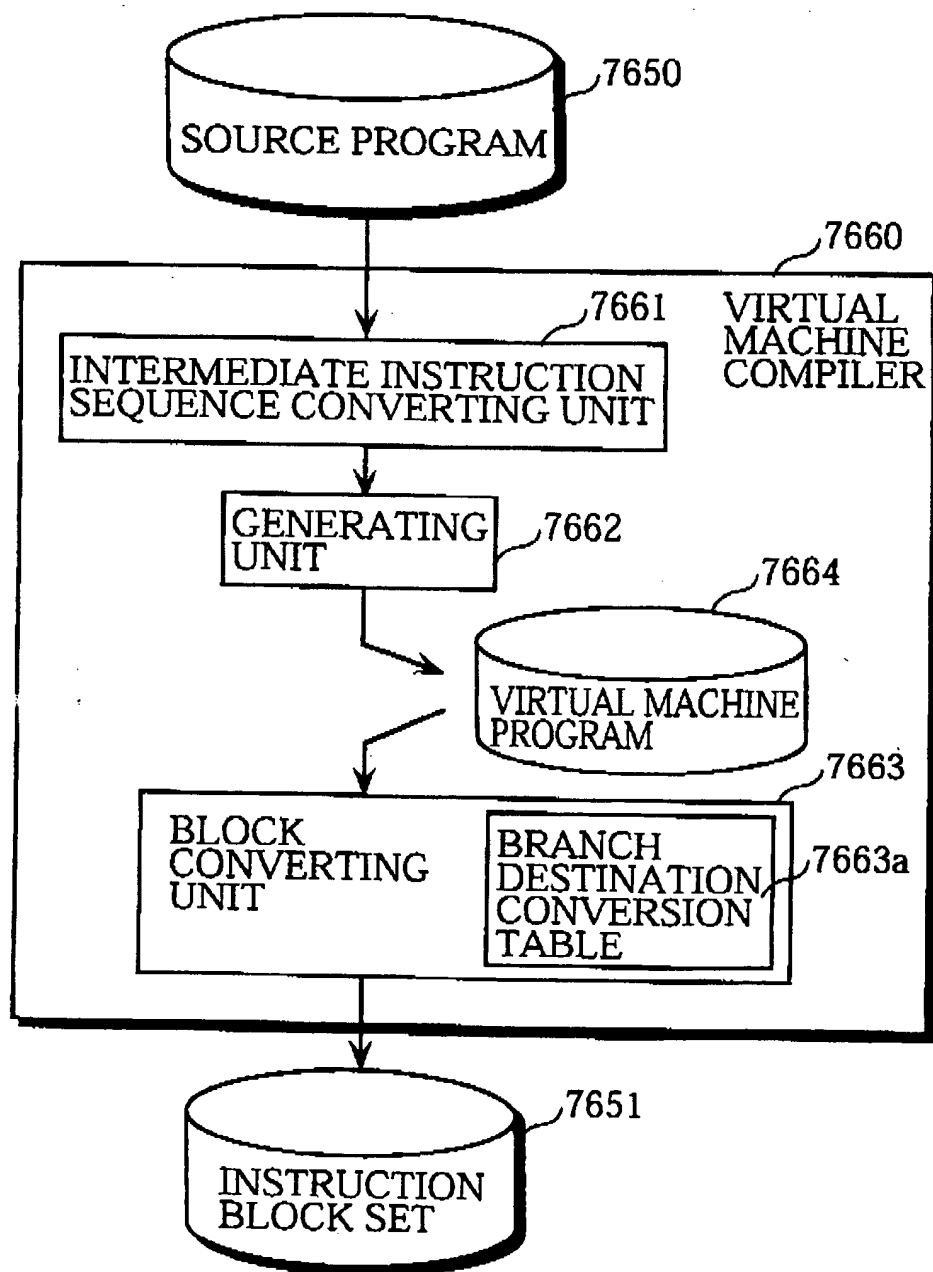 7650
SOURCE PROGRAM
7660
VIRTUAL
MACHINE
COMPILER
7661
INTERMEDIATE INSTRUCTION
SEQUENCE CONVERTING UNIT
GENERATING
UNIT
7662
7664
VIRTUAL MACHINE
PROGRAM
7663
BLOCK
CONVERTING
UNIT
BRANCH
DESTINATION
CONVERSION
TABLE
7663a
7651
INSTRUCTION
BLOCK SET